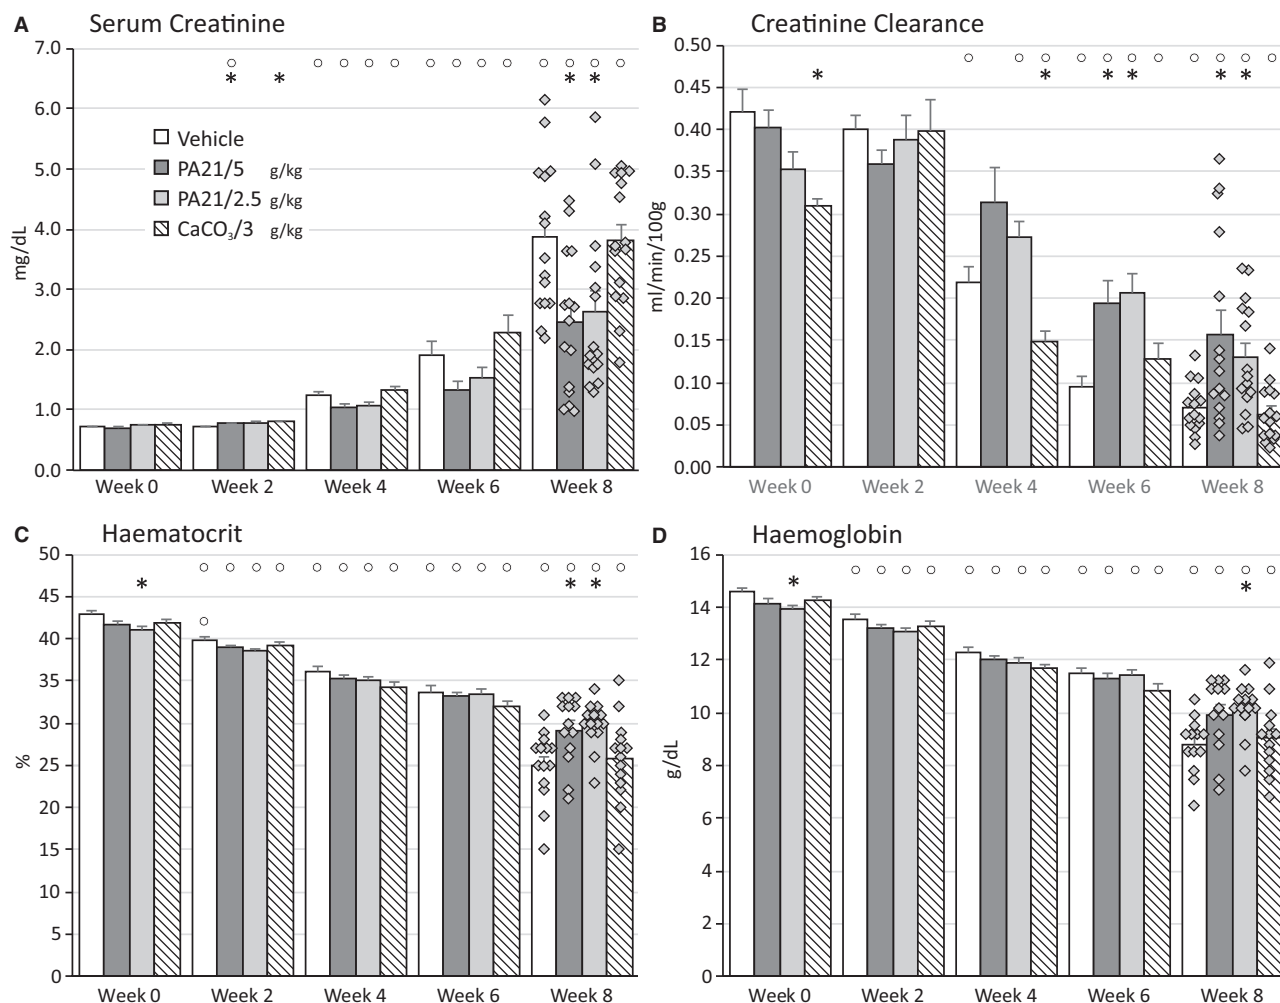 A Serum Creatinine
7.0
6.0
5.0
4.0
3.0
2.0
1.0
0.0
mg/dL
* * * *
Vehicle
PA21/5 g/kg
PA21/2.5 g/kg
CaCO₃/3 g/kg
Week 0 Week 2 Week 4 Week 6 Week 8
B Creatinine Clearance
0.50
0.45
0.40
0.35
0.30
0.25
0.20
0.15
0.10
0.05
0.00
ml/min/100g
* * * * * *
Week 0 Week 2 Week 4 Week 6 Week 8
C Haematocrit
50
45
40
35
30
25
20
15
10
5
0
%
* * *
Week 0 Week 2 Week 4 Week 6 Week 8
D Haemoglobin
16
14
12
10
8
6
4
2
0
g/dL
* *
Week 0 Week 2 Week 4 Week 6 Week 8